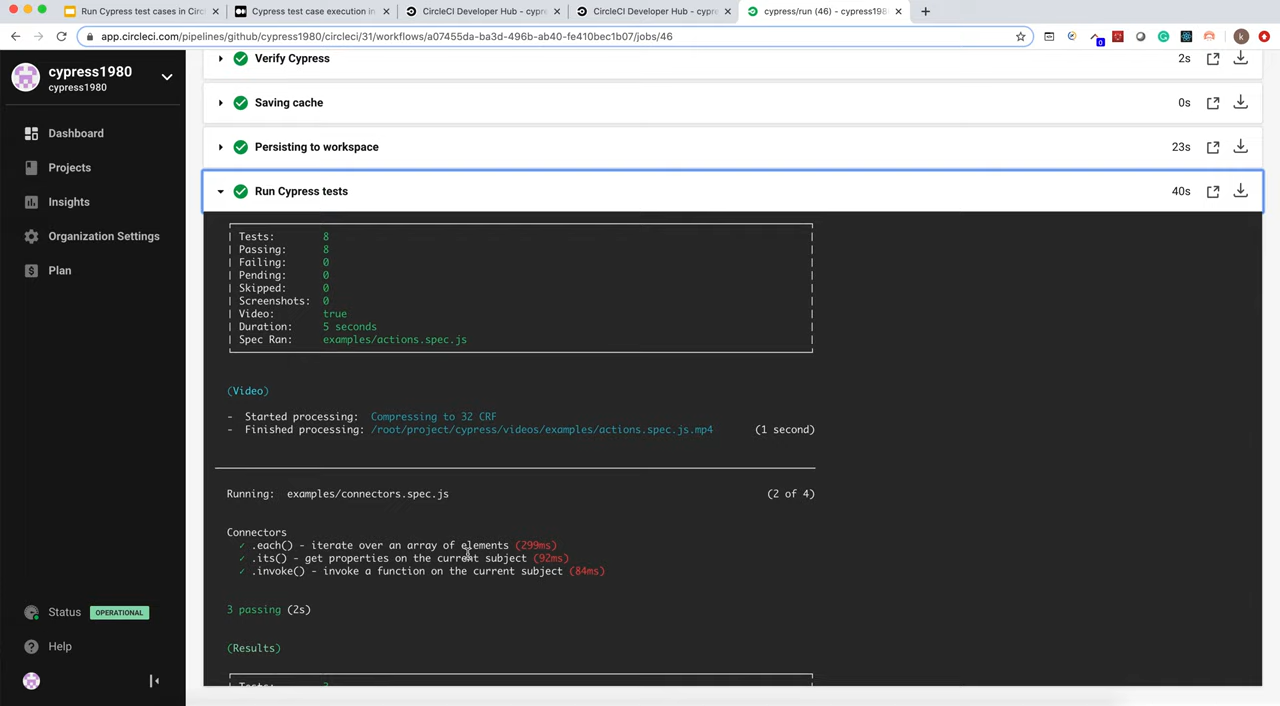 Run Cypress test cases in Circl
Cypress test case execution in
CircleCI Developer Hub - cypre
CircleCI Developer Hub - cypre
cypress/run (46) - cypress198
app.circleci.com/pipelines/github/cypress1980/circleci/31/workflows/a07455da-ba3d-496b-ab40-fe410bec1b07/jobs/46
0
k
cypress1980
cypress1980
Dashboard
Projects
Insights
Organization Settings
Plan
Status OPERATIONAL
Help
Verify Cypress 2s
Saving cache 0s
Persisting to workspace 23s
Run Cypress tests 40s
Tests: 8
Passing: 8
Failing: 0
Pending: 0
Skipped: 0
Screenshots: 0
Video: true
Duration: 5 seconds
Spec Ran: examples/actions.spec.js
(Video)
- Started processing: Compressing to 32 CRF
- Finished processing: /root/project/cypress/videos/examples/actions.spec.js.mp4 (1 second)
Running: examples/connectors.spec.js (2 of 4)
Connectors
✓ .each() - iterate over an array of elements (299ms)
✓ .its() - get properties on the current subject (92ms)
✓ .invoke() - invoke a function on the current subject (84ms)
3 passing (2s)
(Results)
Tests: 3